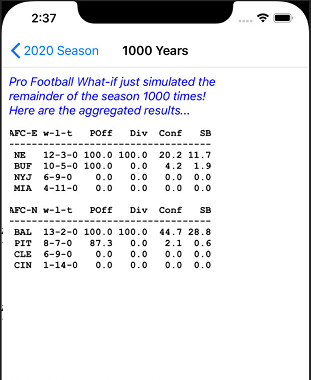 2:37
2020 Season 1000 Years
Pro Football What-if just simulated the
remainder of the season 1000 times!
Here are the aggregated results...
AFC-E w-l-t POff Div Conf SB
NE 12-3-0 100.0 100.0 20.2 11.7
BUF 10-5-0 100.0 0.0 4.2 1.9
NYJ 6-9-0 0.0 0.0 0.0 0.0
MIA 4-11-0 0.0 0.0 0.0 0.0
AFC-N w-l-t POff Div Conf SB
BAL 13-2-0 100.0 100.0 44.7 28.8
PIT 8-7-0 87.3 0.0 2.1 0.6
CLE 6-9-0 0.0 0.0 0.0 0.0
CIN 1-14-0 0.0 0.0 0.0 0.0